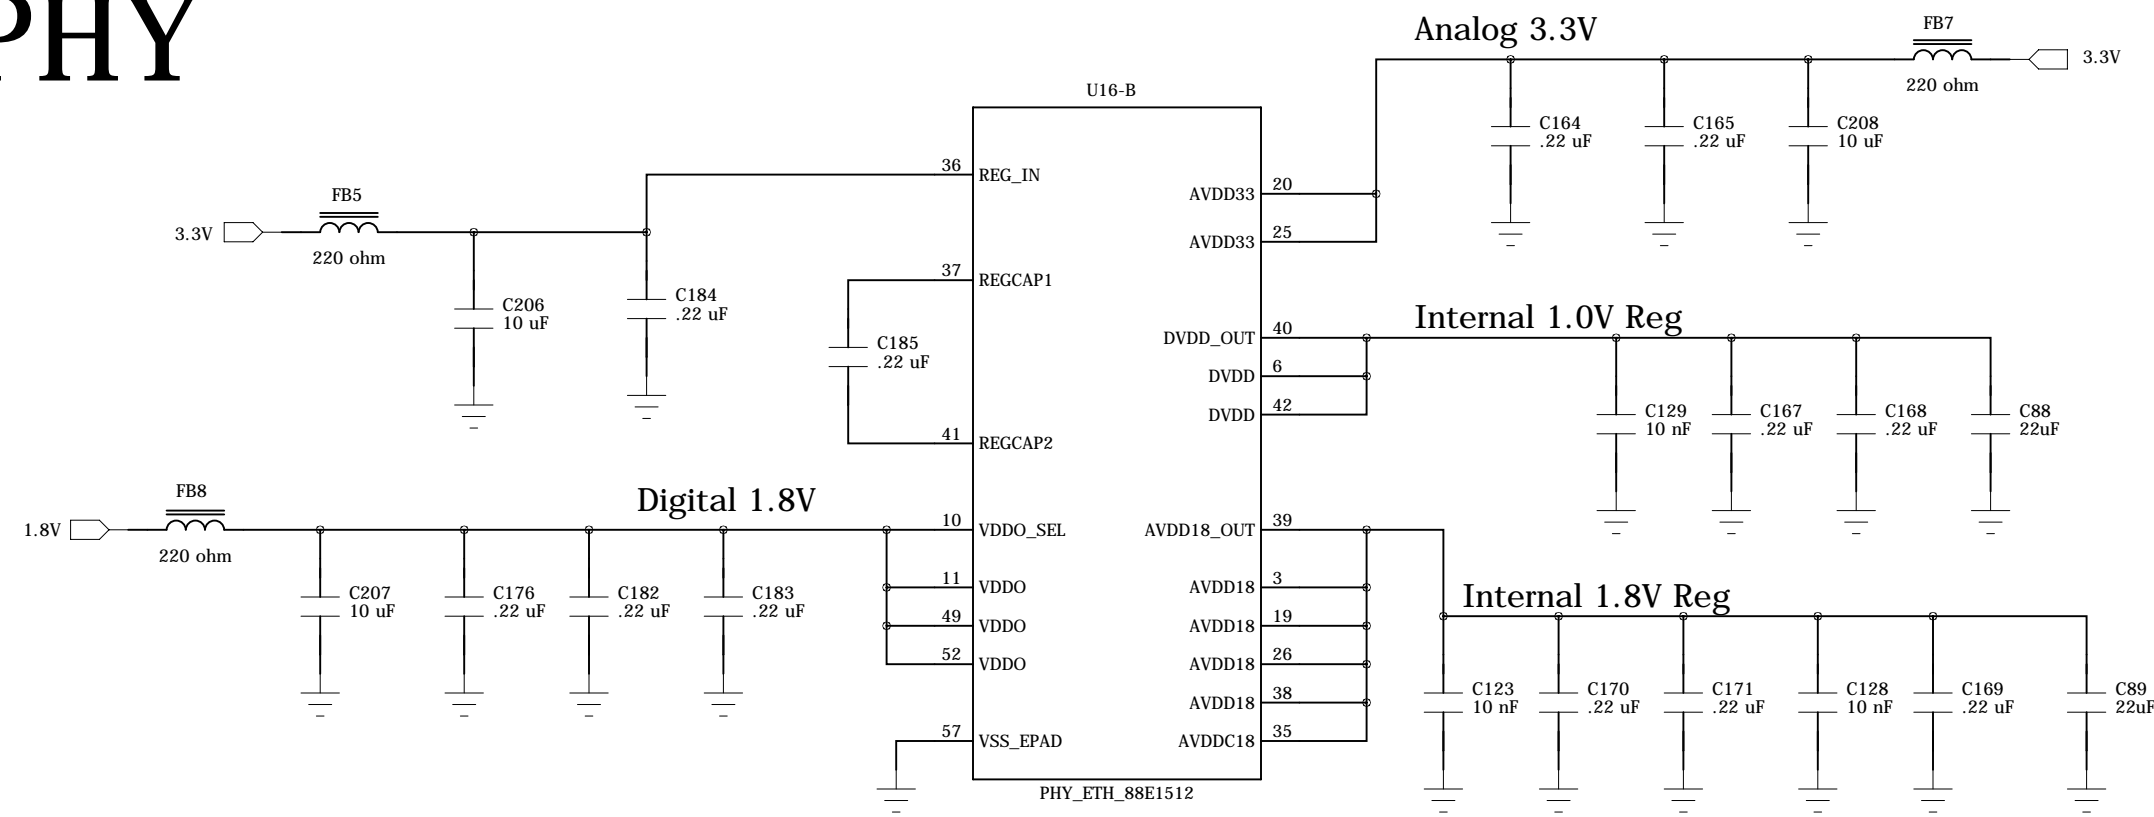 PHY
Analog 3.3V
FB7
3.3V
220 ohm
U16-B
C164
.22 uF
C165
.22 uF
C208
10 uF
36
REG_IN
FB5
3.3V
220 ohm
AVDD33
20
AVDD33
25
37
REGCAP1
C206
10 uF
C184
.22 uF
C185
.22 uF
Internal 1.0V Reg
DVDD_OUT
40
DVDD
6
DVDD
42
C129
10 nF
C167
.22 uF
C168
.22 uF
C88
22uF
41
REGCAP2
FB8
Digital 1.8V
1.8V
220 ohm
10
VDDO_SEL
AVDD18_OUT
39
11
VDDO
AVDD18
3
Internal 1.8V Reg
C207
10 uF
C176
.22 uF
C182
.22 uF
C183
.22 uF
49
VDDO
AVDD18
19
52
VDDO
AVDD18
26
AVDD18
38
C123
10 nF
C170
.22 uF
C171
.22 uF
C128
10 nF
C169
.22 uF
C89
22uF
57
VSS_EPAD
AVDDC18
35
PHY_ETH_88E1512